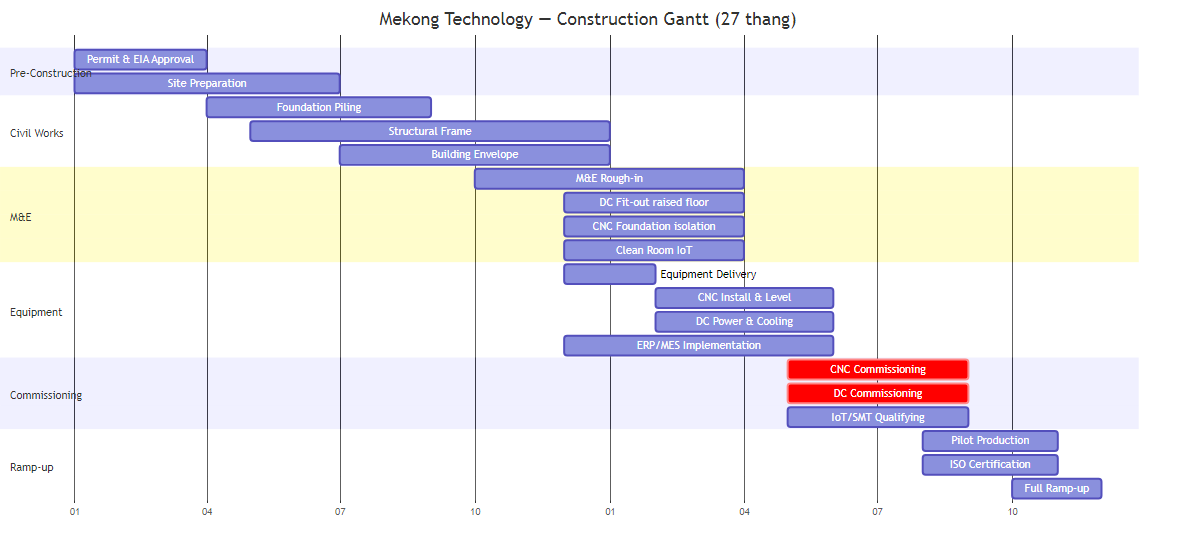 Mekong Technology — Construction Gantt (27 thang)
Pre-Construction
Permit & EIA Approval
Site Preparation
Civil Works
Foundation Piling
Structural Frame
Building Envelope
M&E
M&E Rough-in
DC Fit-out raised floor
CNC Foundation isolation
Clean Room IoT
Equipment
Equipment Delivery
CNC Install & Level
DC Power & Cooling
ERP/MES Implementation
Commissioning
CNC Commissioning
DC Commissioning
IoT/SMT Qualifying
Ramp-up
Pilot Production
ISO Certification
Full Ramp-up
01 04 07 10 01 04 07 10